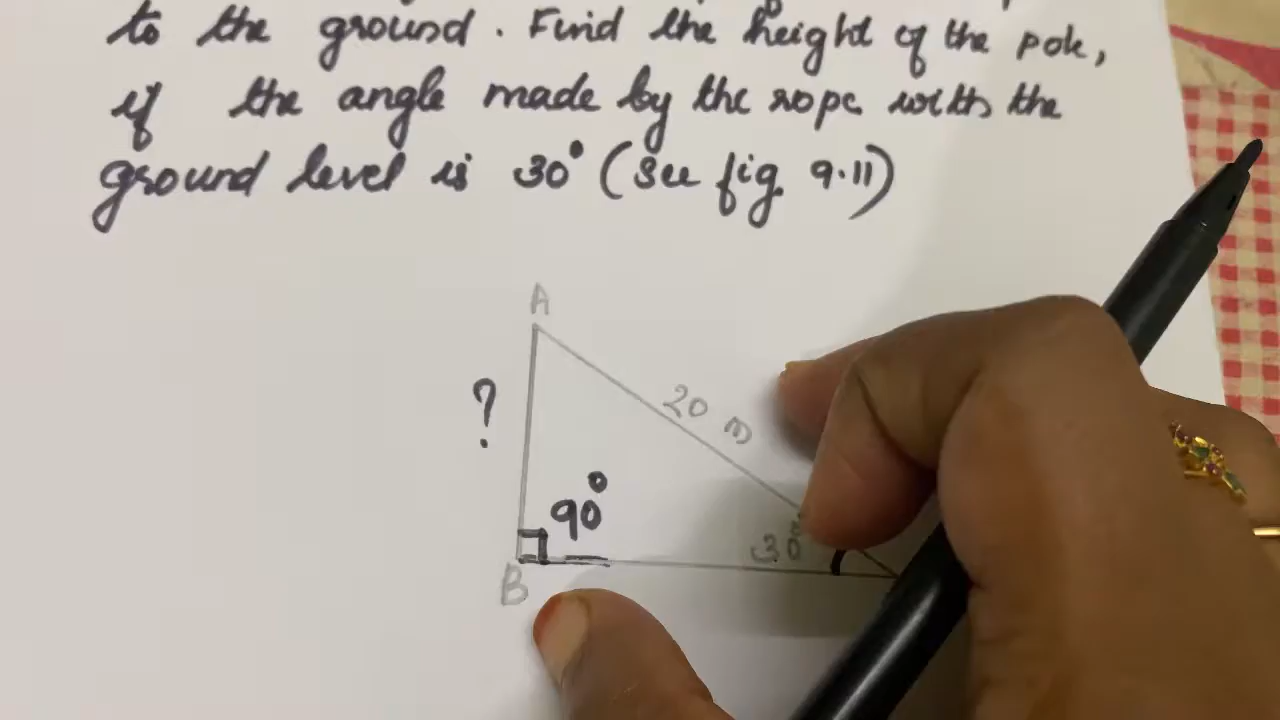 to the ground. Find the height of the pole,
if the angle made by the rope with the
ground level is 30° (see fig 9.11)
A
?
20 m
90°
30°
B